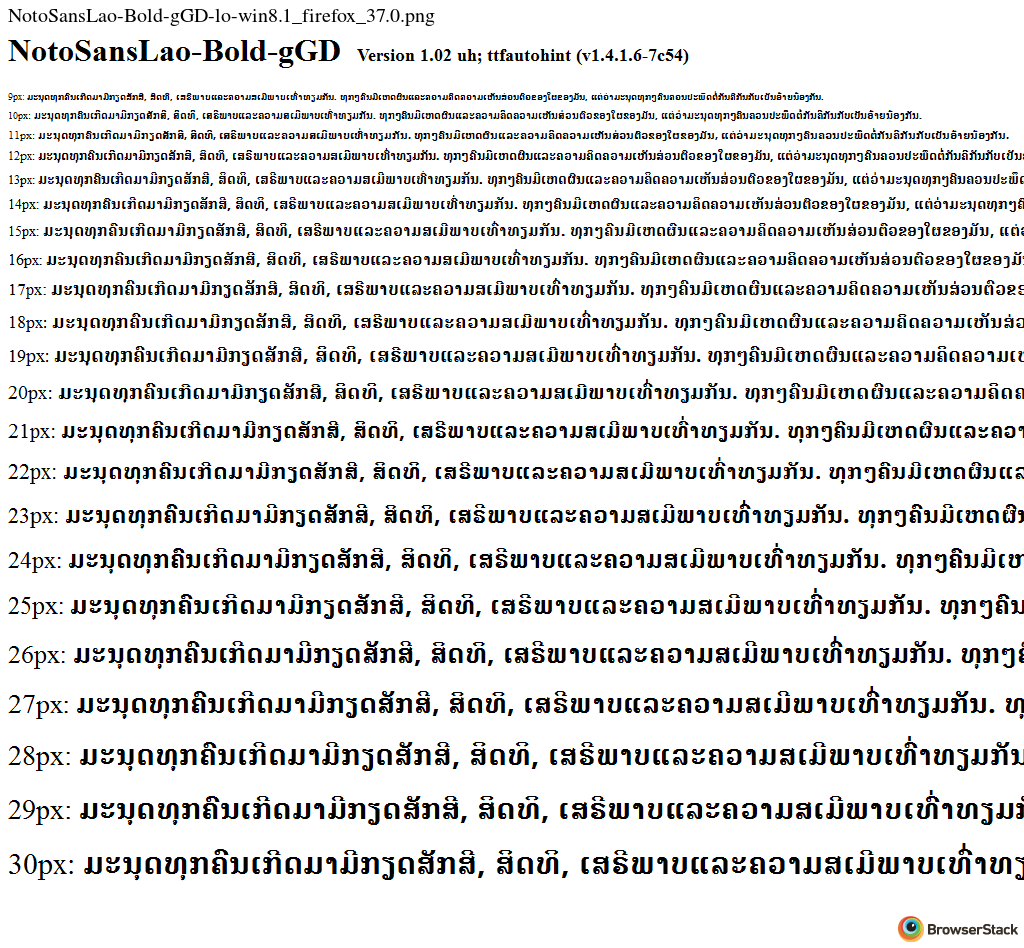 NotoSansLao-Bold-gGD-lo-win8.1_firefox_37.0.png
NotoSansLao-Bold-gGD Version 1.02 uh; ttfautohint (v1.4.1.6-7c54)
9px: ມະນຸດທຸກຄົນເກີດມາມີກຽດສັກສີ, ສິດທິ, ເສຣີພາບແລະຄວາມສເມີພາບເທົ່າທຽມກັນ. ທຸກໆຄົນມີເຫດຜົນແລະຄວາມຄິດຄວາມເຫັນສ່ວນຕົວຂອງໃຜຂອງມັນ, ແຕ່ວ່າມະນຸດທຸກໆຄົນຄວນປະພຶດຕໍ່ກັນຄືກັນກັບເປັນອ້າຍນ້ອງກັນ.
10px: ມະນຸດທຸກຄົນເກີດມາມີກຽດສັກສີ, ສິດທິ, ເສຣີພາບແລະຄວາມສເມີພາບເທົ່າທຽມກັນ. ທຸກໆຄົນມີເຫດຜົນແລະຄວາມຄິດຄວາມເຫັນສ່ວນຕົວຂອງໃຜຂອງມັນ, ແຕ່ວ່າມະນຸດທຸກໆຄົນຄວນປະພຶດຕໍ່ກັນຄືກັນກັບເປັນອ້າຍນ້ອງກັນ.
11px: ມະນຸດທຸກຄົນເກີດມາມີກຽດສັກສີ, ສິດທິ, ເສຣີພາບແລະຄວາມສເມີພາບເທົ່າທຽມກັນ. ທຸກໆຄົນມີເຫດຜົນແລະຄວາມຄິດຄວາມເຫັນສ່ວນຕົວຂອງໃຜຂອງມັນ, ແຕ່ວ່າມະນຸດທຸກໆຄົນຄວນປະພຶດຕໍ່ກັນຄືກັນກັບເປັນອ້າຍນ້ອງກັນ.
12px: ມະນຸດທຸກຄົນເກີດມາມີກຽດສັກສີ, ສິດທິ, ເສຣີພາບແລະຄວາມສເມີພາບເທົ່າທຽມກັນ. ທຸກໆຄົນມີເຫດຜົນແລະຄວາມຄິດຄວາມເຫັນສ່ວນຕົວຂອງໃຜຂອງມັນ, ແຕ່ວ່າມະນຸດທຸກໆຄົນຄວນປະພຶດຕໍ່ກັນຄືກັນກັບເປັນ
13px: ມະນຸດທຸກຄົນເກີດມາມີກຽດສັກສີ, ສິດທິ, ເສຣີພາບແລະຄວາມສເມີພາບເທົ່າທຽມກັນ. ທຸກໆຄົນມີເຫດຜົນແລະຄວາມຄິດຄວາມເຫັນສ່ວນຕົວຂອງໃຜຂອງມັນ, ແຕ່ວ່າມະນຸດທຸກໆຄົນຄວນປະພຶດ
14px: ມະນຸດທຸກຄົນເກີດມາມີກຽດສັກສີ, ສິດທິ, ເສຣີພາບແລະຄວາມສເມີພາບເທົ່າທຽມກັນ. ທຸກໆຄົນມີເຫດຜົນແລະຄວາມຄິດຄວາມເຫັນສ່ວນຕົວຂອງໃຜຂອງມັນ, ແຕ່ວ່າມະນຸດທຸກໆຄົ
15px: ມະນຸດທຸກຄົນເກີດມາມີກຽດສັກສີ, ສິດທິ, ເສຣີພາບແລະຄວາມສເມີພາບເທົ່າທຽມກັນ. ທຸກໆຄົນມີເຫດຜົນແລະຄວາມຄິດຄວາມເຫັນສ່ວນຕົວຂອງໃຜຂອງມັນ, ແຕ່ວ
16px: ມະນຸດທຸກຄົນເກີດມາມີກຽດສັກສີ, ສິດທິ, ເສຣີພາບແລະຄວາມສເມີພາບເທົ່າທຽມກັນ. ທຸກໆຄົນມີເຫດຜົນແລະຄວາມຄິດຄວາມເຫັນສ່ວນຕົວຂອງໃຜຂອງມັ
17px: ມະນຸດທຸກຄົນເກີດມາມີກຽດສັກສີ, ສິດທິ, ເສຣີພາບແລະຄວາມສເມີພາບເທົ່າທຽມກັນ. ທຸກໆຄົນມີເຫດຜົນແລະຄວາມຄິດຄວາມເຫັນສ່ວນຕົວຂອ
18px: ມະນຸດທຸກຄົນເກີດມາມີກຽດສັກສີ, ສິດທິ, ເສຣີພາບແລະຄວາມສເມີພາບເທົ່າທຽມກັນ. ທຸກໆຄົນມີເຫດຜົນແລະຄວາມຄິດຄວາມເຫັນສ່ວ
19px: ມະນຸດທຸກຄົນເກີດມາມີກຽດສັກສີ, ສິດທິ, ເສຣີພາບແລະຄວາມສເມີພາບເທົ່າທຽມກັນ. ທຸກໆຄົນມີເຫດຜົນແລະຄວາມຄິດຄວາມເຫ
20px: ມະນຸດທຸກຄົນເກີດມາມີກຽດສັກສີ, ສິດທິ, ເສຣີພາບແລະຄວາມສເມີພາບເທົ່າທຽມກັນ. ທຸກໆຄົນມີເຫດຜົນແລະຄວາມຄິດຄ
21px: ມະນຸດທຸກຄົນເກີດມາມີກຽດສັກສີ, ສິດທິ, ເສຣີພາບແລະຄວາມສເມີພາບເທົ່າທຽມກັນ. ທຸກໆຄົນມີເຫດຜົນແລະຄວາ
22px: ມະນຸດທຸກຄົນເກີດມາມີກຽດສັກສີ, ສິດທິ, ເສຣີພາບແລະຄວາມສເມີພາບເທົ່າທຽມກັນ. ທຸກໆຄົນມີເຫດຜົນແລ
23px: ມະນຸດທຸກຄົນເກີດມາມີກຽດສັກສີ, ສິດທິ, ເສຣີພາບແລະຄວາມສເມີພາບເທົ່າທຽມກັນ. ທຸກໆຄົນມີເຫດຜົນ
24px: ມະນຸດທຸກຄົນເກີດມາມີກຽດສັກສີ, ສິດທິ, ເສຣີພາບແລະຄວາມສເມີພາບເທົ່າທຽມກັນ. ທຸກໆຄົນມີເຫ
25px: ມະນຸດທຸກຄົນເກີດມາມີກຽດສັກສີ, ສິດທິ, ເສຣີພາບແລະຄວາມສເມີພາບເທົ່າທຽມກັນ. ທຸກໆຄົນ
26px: ມະນຸດທຸກຄົນເກີດມາມີກຽດສັກສີ, ສິດທິ, ເສຣີພາບແລະຄວາມສເມີພາບເທົ່າທຽມກັນ. ທຸກໆຄົ
27px: ມະນຸດທຸກຄົນເກີດມາມີກຽດສັກສີ, ສິດທິ, ເສຣີພາບແລະຄວາມສເມີພາບເທົ່າທຽມກັນ. ທຸ
28px: ມະນຸດທຸກຄົນເກີດມາມີກຽດສັກສີ, ສິດທິ, ເສຣີພາບແລະຄວາມສເມີພາບເທົ່າທຽມກັນ
29px: ມະນຸດທຸກຄົນເກີດມາມີກຽດສັກສີ, ສິດທິ, ເສຣີພາບແລະຄວາມສເມີພາບເທົ່າທຽມກັ
30px: ມະນຸດທຸກຄົນເກີດມາມີກຽດສັກສີ, ສິດທິ, ເສຣີພາບແລະຄວາມສເມີພາບເທົ່າທຽ
BrowserStack